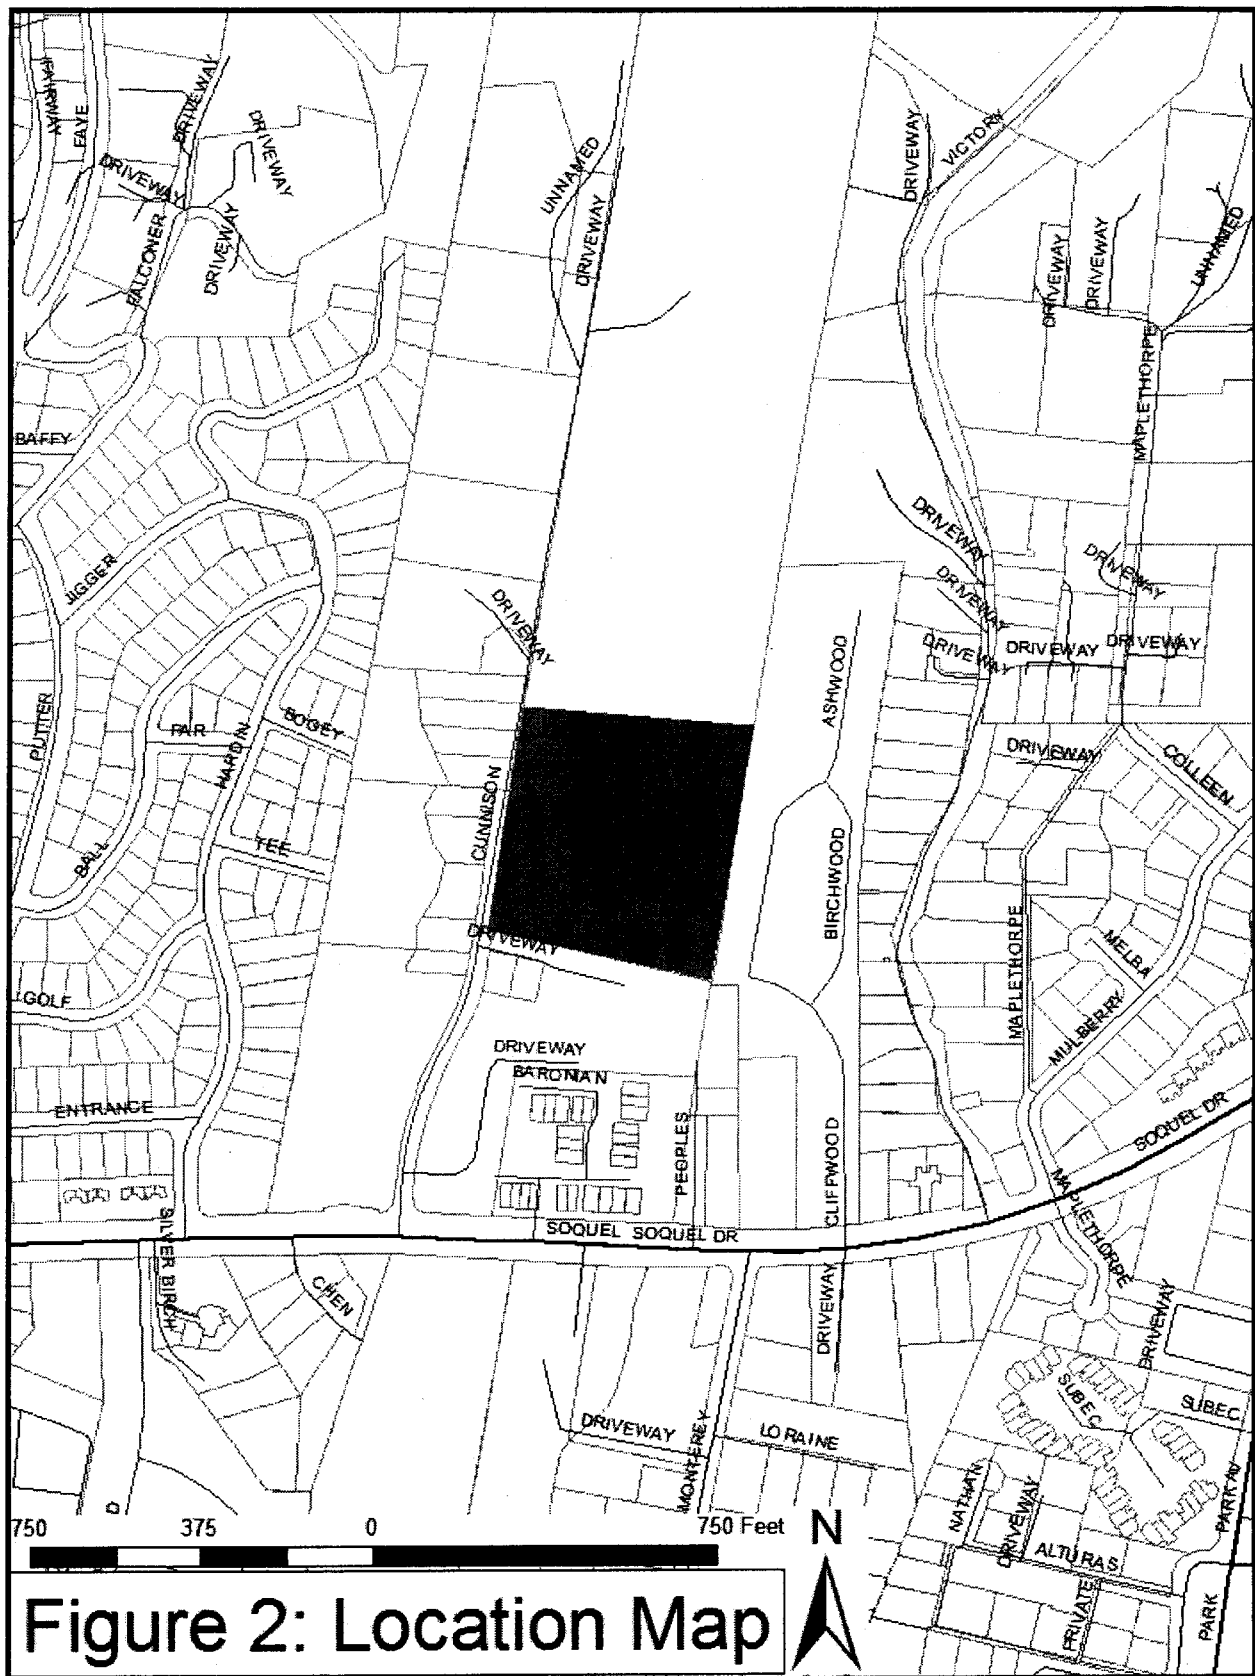 FAIRWAY
FAYE
DRIVEWAY
DRIVEWAY
DRIVEWAY
FALCONER
DRIVEWAY
UNNAMED
DRIVEWAY
DRIVEWAY
VICTORY
DRIVEWAY
DRIVEWAY
UNNAMED
MAPLETHORPE
BAFFY
JIGGER
DRIVEWAY
DRIVEWAY
DRIVEWAY
DRIVEWAY
DRIVEWAY
DRIVEWAY
DRIVEWAY
ASHWOOD
PUTTER
PAR
HARDIN
BOGEY
DRIVEWAY
COLLEEN
CUNNISON
TEE
BALL
BIRCHWOOD
DRIVEWAY
MAPLETHORPE
MELBA
GOLF
MULBERRY
DRIVEWAY
BARONIAN
ENTRANCE
PEOPLES
CLIFFWOOD
SOQUEL DR
SOQUEL SOQUEL DR
MAPLETHORPE
SILVER BIRCH
CHEN
DRIVEWAY
DRIVEWAY
SUBEC
SUBEC
DRIVEWAY
MONTEREY
LORAINE
NATHAN
DRIVEWAY
PARK AV
ALTURAS
PRIVATE
PARK
D
750 375 0 750 Feet
N
Figure 2: Location Map